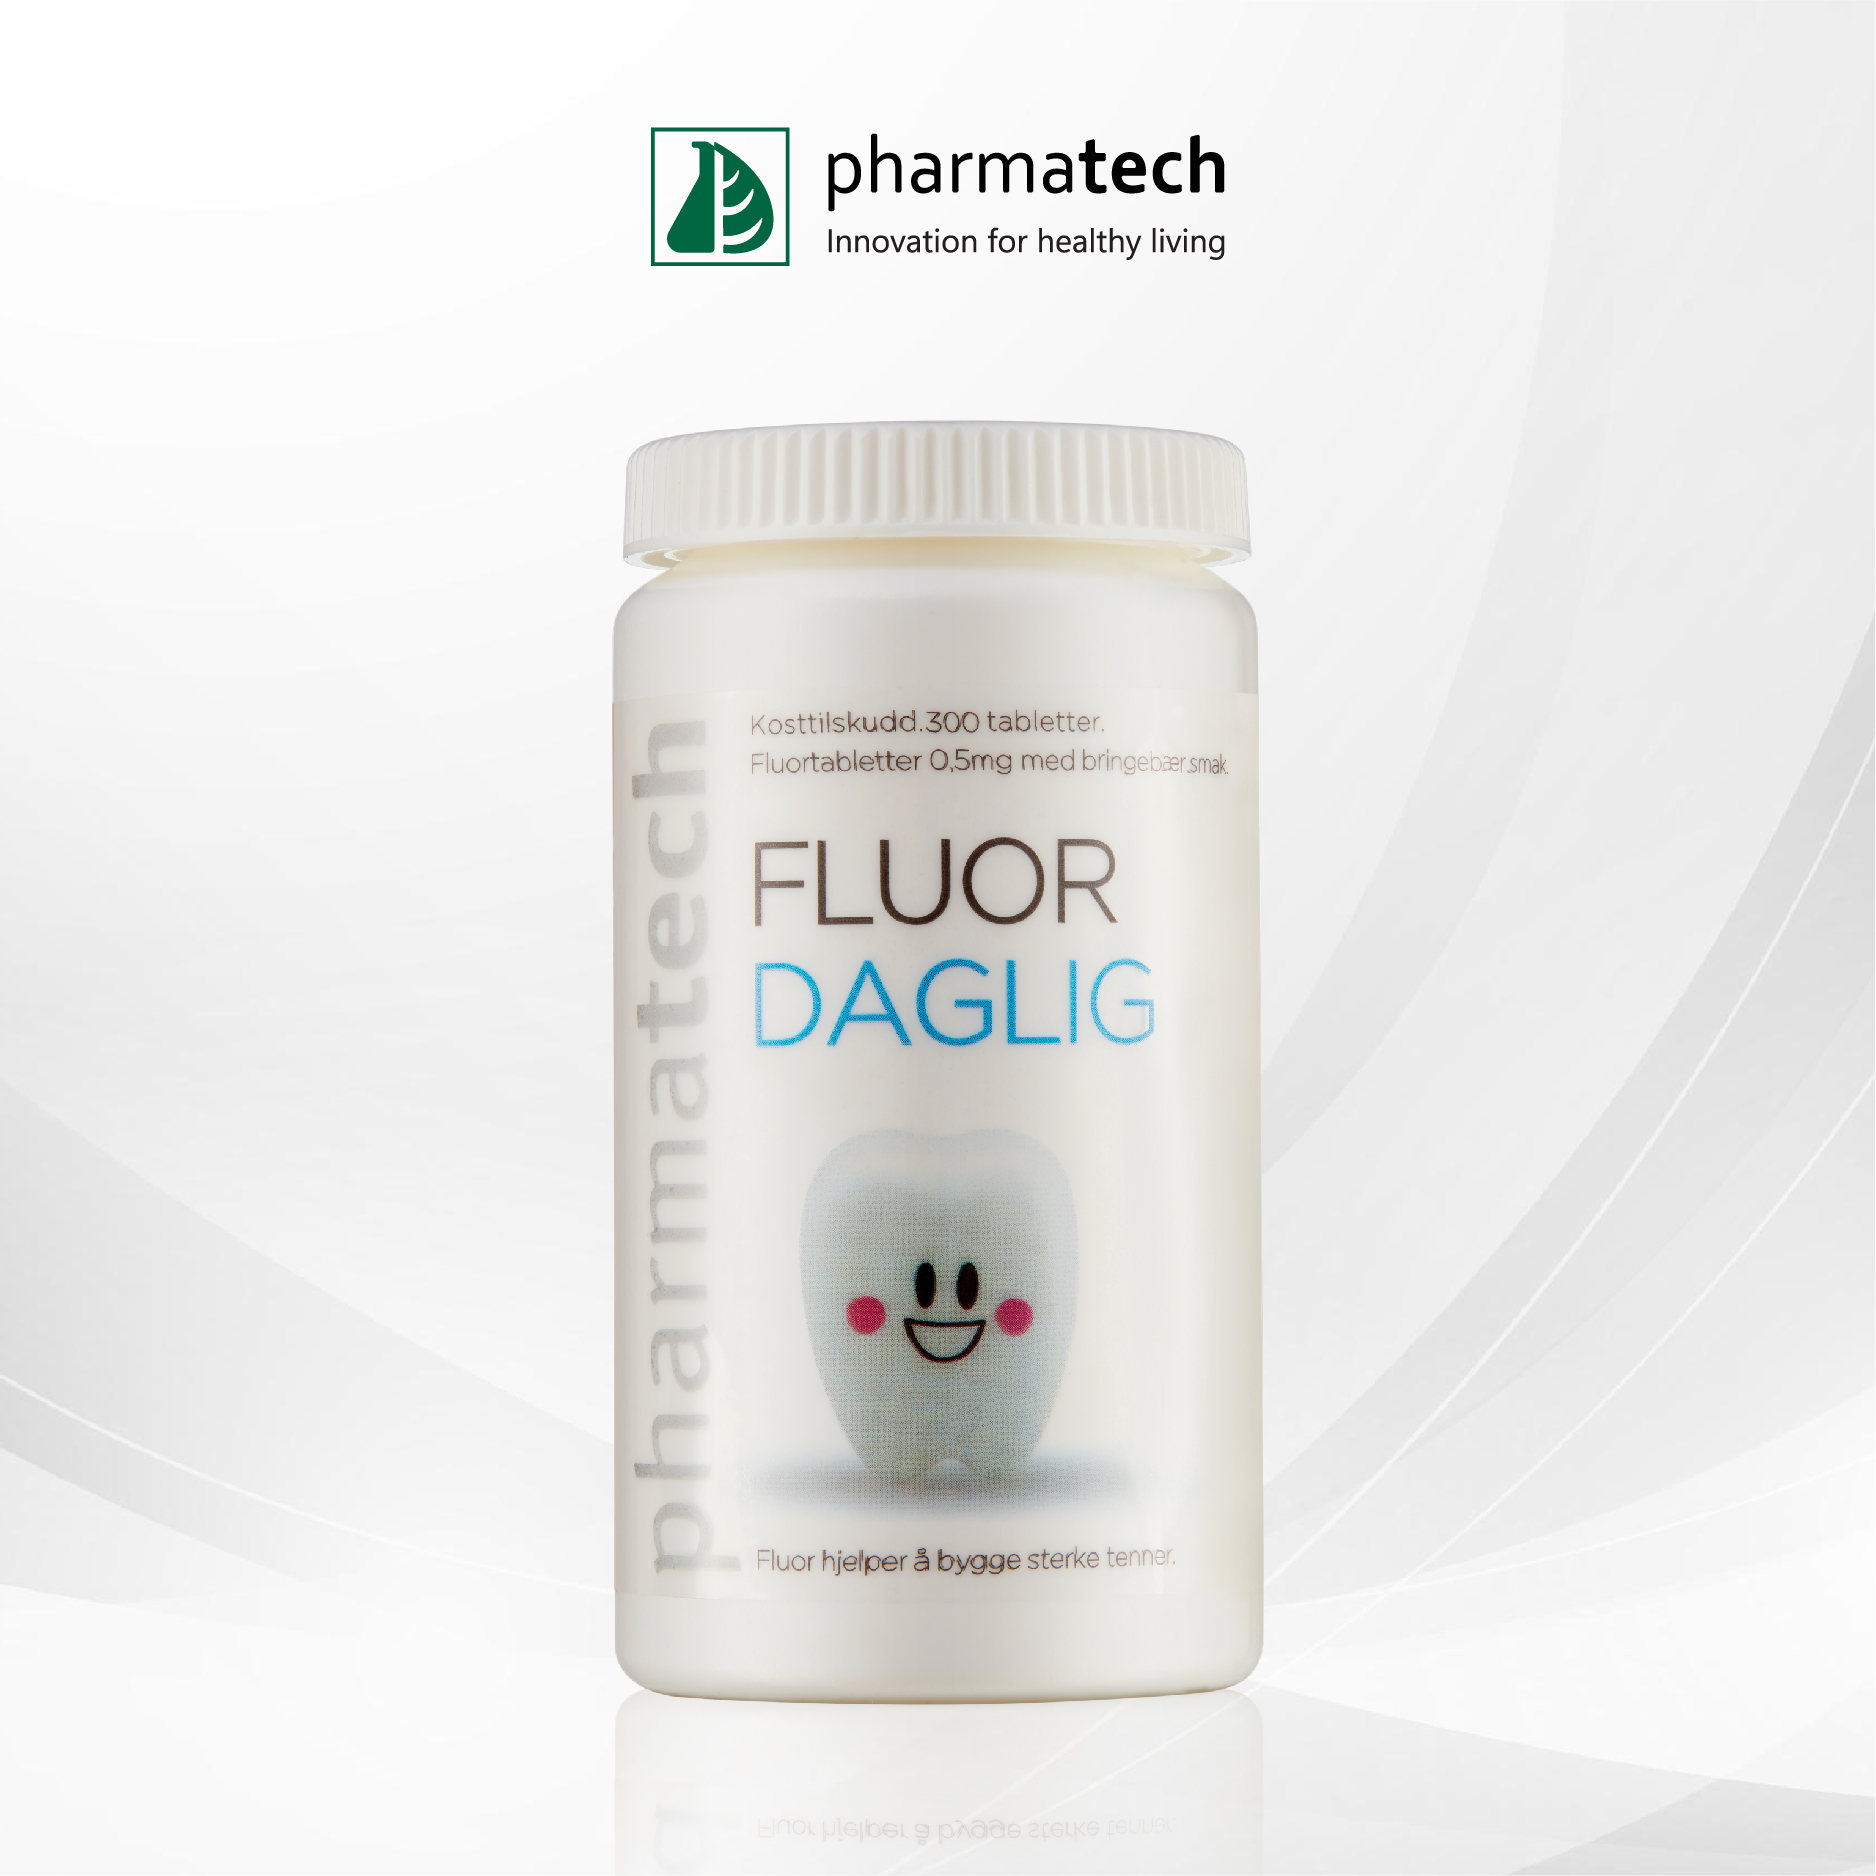 pharmatech
Innovation for healthy living
Kosttilskudd.300 tabletter.
Fluortabletter 0,5mg med bringebær.smak.
FLUOR
DAGLIG
pharmatech
Fluor hjelper å bygge sterke tenner.